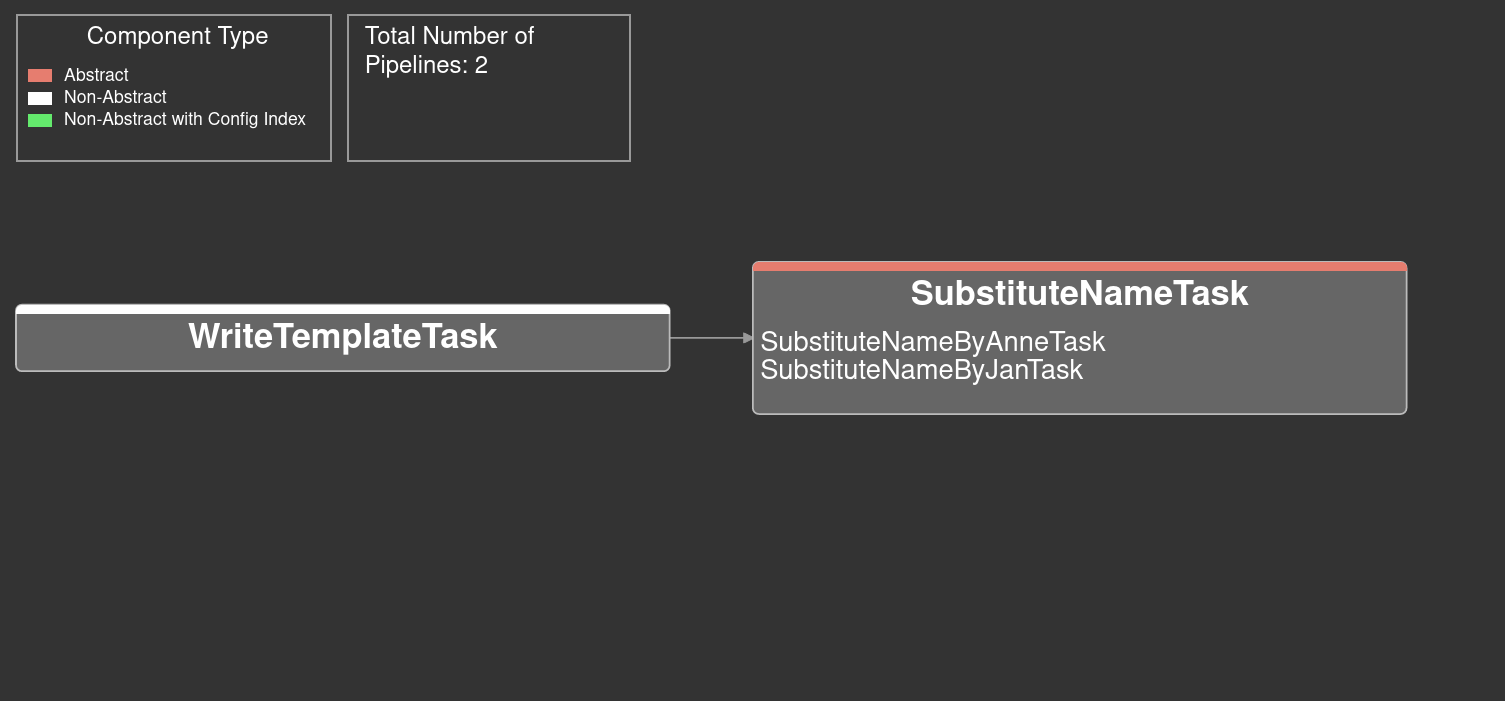 Component Type
Abstract
Non-Abstract
Non-Abstract with Config Index
Total Number of
Pipelines: 2
WriteTemplateTask
SubstituteNameTask
SubstituteNameByAnneTask
SubstituteNameByJanTask